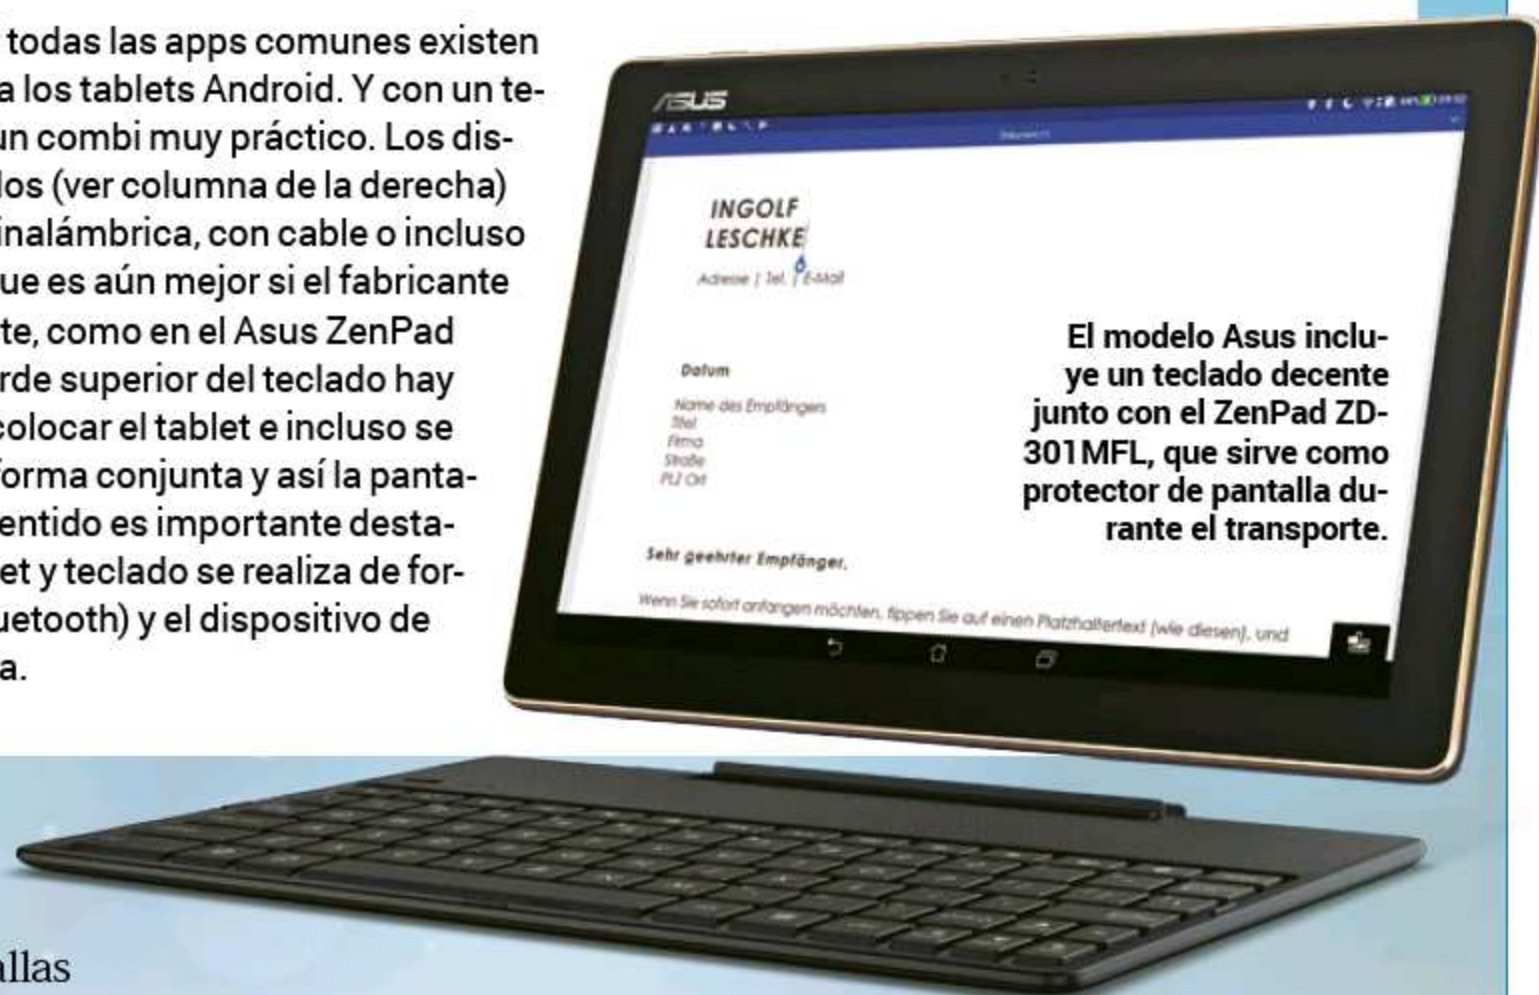 todas las apps comunes existen
a los tablets Android. Y con un te-
un combi muy práctico. Los dis-
los (ver columna de la derecha)
inalámbrica, con cable o incluso
ue es aún mejor si el fabricante
te, como en el Asus ZenPad
rde superior del teclado hay
colocar el tablet e incluso se
forma conjunta y así la panta-
entido es importante desta-
et y teclado se realiza de for-
uetooth) y el dispositivo de
a.
ASUS
INGOLF
LESCHKE
Adresse | Tel. | E-Mail
Datum
Name des Empfängers
Titel
Firma
Straße
PLZ Ort
Sehr geehrter Empfänger,
Wenn Sie sofort anfangen möchten, tippen Sie auf einen Platzhaltertext (wie diesen), und
El modelo Asus inclu-
ye un teclado decente
junto con el ZenPad ZD-
301MFL, que sirve como
protector de pantalla du-
rante el transporte.
allas